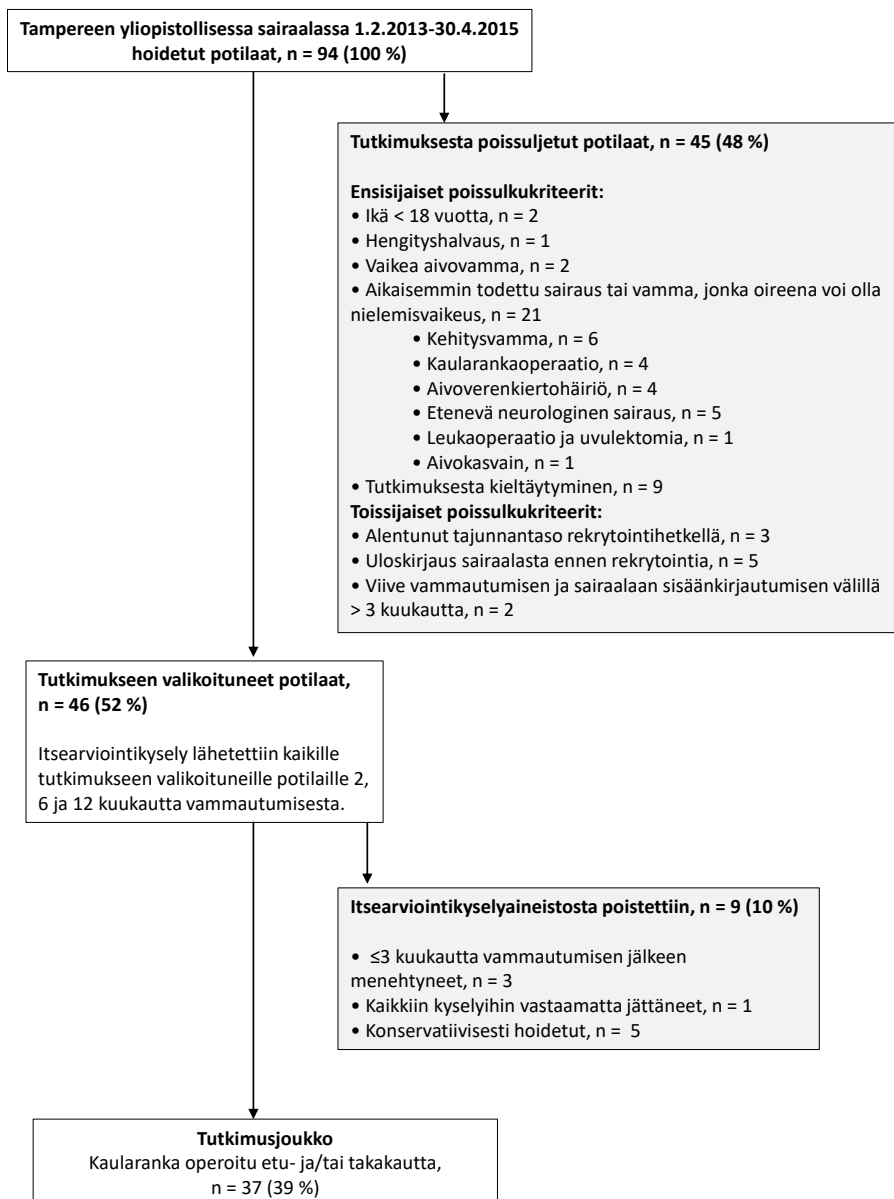 Tampereen yliopistollisessa sairaalassa 1.2.2013-30.4.2015
hoidetut potilaat, n = 94 (100 %)
Tutkimuksesta poissuljetut potilaat, n = 45 (48 %)
Ensisijaiset poissulkukriteerit:
• Ikä < 18 vuotta, n = 2
• Hengityshalvaus, n = 1
• Vaikea aivovamma, n = 2
• Aikaisemmin todettu sairaus tai vamma, jonka oireena voi olla
nielemisvaikeus, n = 21
• Kehitysvamma, n = 6
• Kaularankaoperaatio, n = 4
• Aivoverenkiertohäiriö, n = 4
• Etenevä neurologinen sairaus, n = 5
• Leukaoperaatio ja uvulektomia, n = 1
• Aivokasvain, n = 1
• Tutkimuksesta kieltäytyminen, n = 9
Toissijaiset poissulkukriteerit:
• Alentunut tajunnantaso rekrytointihetkellä, n = 3
• Uloskirjaus sairaalasta ennen rekrytointia, n = 5
• Viive vammautumisen ja sairaalaan sisäänkirjautumisen välillä
> 3 kuukautta, n = 2
Tutkimukseen valikoituneet potilaat,
n = 46 (52 %)
Itsearviointikysely lähetettiin kaikille
tutkimukseen valikoituneille potilaille 2,
6 ja 12 kuukautta vammautumisesta.
Itsearviointikyselyaineistosta poistettiin, n = 9 (10 %)
• ≤3 kuukautta vammautumisen jälkeen
menehtyneet, n = 3
• Kaikkiin kyselyihin vastaamatta jättäneet, n = 1
• Konservatiivisesti hoidetut, n = 5
Tutkimusjoukko
Kaularanka operoitu etu- ja/tai takakautta,
n = 37 (39 %)